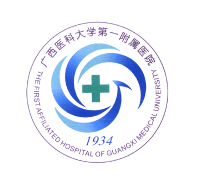 广西医科大学第一附属医院
THE FIRST AFFILIATED HOSPITAL OF GUANGXI MEDICAL UNIVERSITY
1934